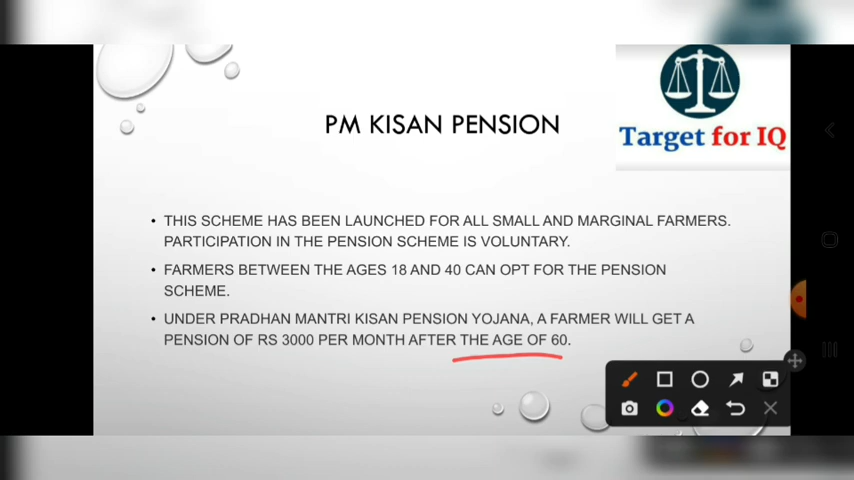 PM KISAN PENSION
Target for IQ
• THIS SCHEME HAS BEEN LAUNCHED FOR ALL SMALL AND MARGINAL FARMERS.
PARTICIPATION IN THE PENSION SCHEME IS VOLUNTARY.
• FARMERS BETWEEN THE AGES 18 AND 40 CAN OPT FOR THE PENSION
SCHEME.
• UNDER PRADHAN MANTRI KISAN PENSION YOJANA, A FARMER WILL GET A
PENSION OF RS 3000 PER MONTH AFTER THE AGE OF 60.